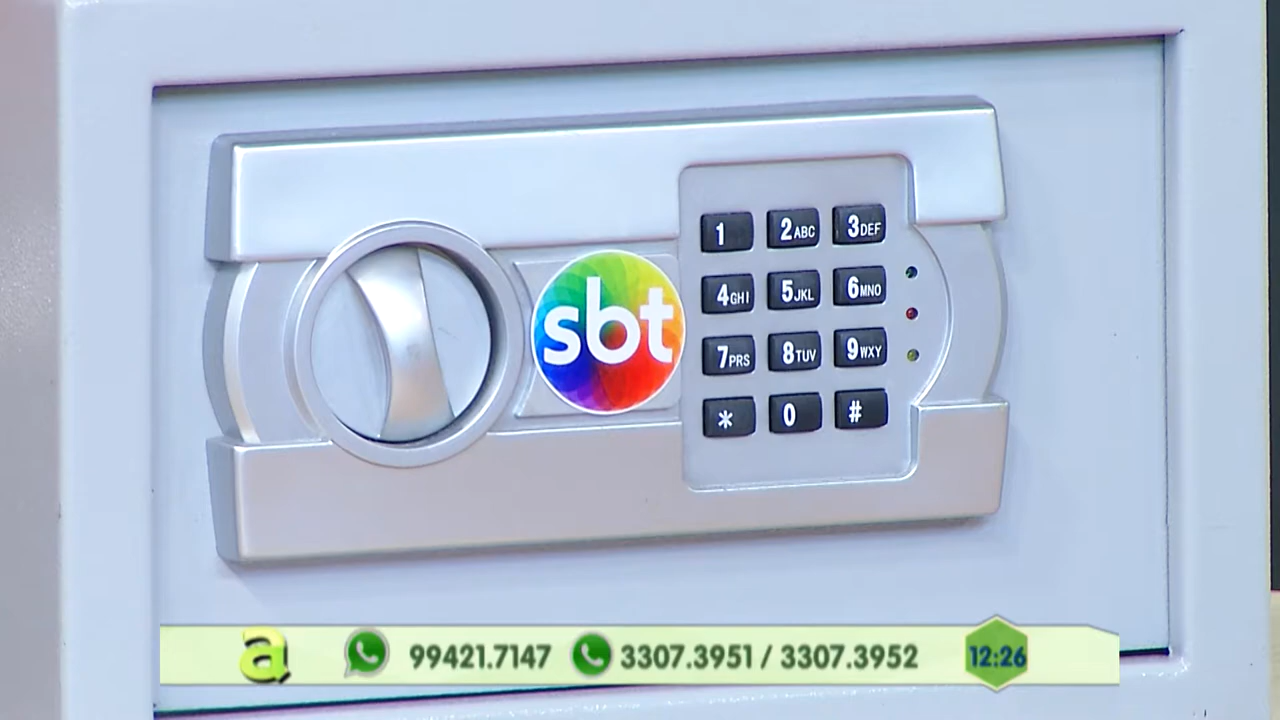 1 2ABC 3DEF
4GHI 5JKL 6MNO
sbt
7PRS 8TUV 9WXY
* 0 #
a 99421.7147 3307.3951 / 3307.3952 12:26